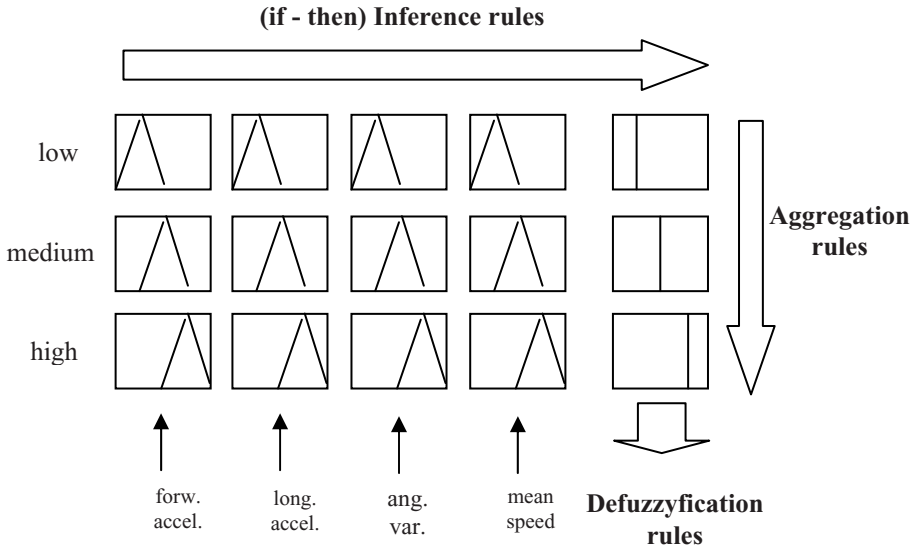 (if - then) Inference rules
low
medium
high
Aggregation
rules
forw.
accel.
long.
accel.
ang.
var.
mean
speed
Defuzzyfication
rules